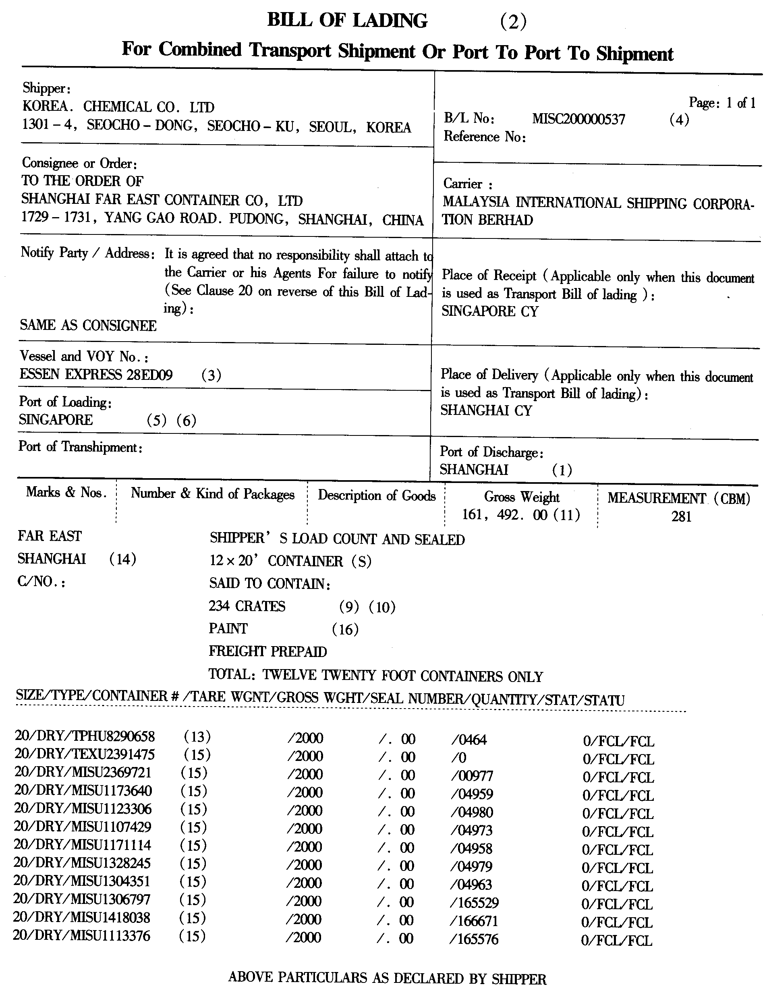 BILL OF LADING (2)
For Combined Transport Shipment Or Port To Port To Shipment
Shipper:
KOREA. CHEMICAL CO. LTD
1301-4, SEOCHO-DONG, SEOCHO-KU, SEOUL, KOREA
Page: 1 of 1
B/L No: MISC200000537 (4)
Reference No:
Consignee or Order:
TO THE ORDER OF
SHANGHAI FAR EAST CONTAINER CO, LTD
1729-1731, YANG GAO ROAD. PUDONG, SHANGHAI, CHINA
Carrier :
MALAYSIA INTERNATIONAL SHIPPING CORPORA-
TION BERHAD
Notify Party / Address: It is agreed that no responsibility shall attach to
the Carrier or his Agents For failure to notify
(See Clause 20 on reverse of this Bill of Lad-
ing):
SAME AS CONSIGNEE
Place of Receipt (Applicable only when this document
is used as Transport Bill of lading ):
SINGAPORE CY
Vessel and VOY No.:
ESSEN EXPRESS 28ED09 (3)
Port of Loading:
SINGAPORE (5) (6)
Place of Delivery (Applicable only when this document
is used as Transport Bill of lading):
SHANGHAI CY
Port of Transhipment:
Port of Discharge:
SHANGHAI (1)
Marks & Nos. Number & Kind of Packages Description of Goods Gross Weight MEASUREMENT (CBM)
161, 492. 00 (11) 281
FAR EAST SHIPPER'S LOAD COUNT AND SEALED
SHANGHAI (14) 12×20' CONTAINER (S)
C/NO.: SAID TO CONTAIN:
234 CRATES (9) (10)
PAINT (16)
FREIGHT PREPAID
TOTAL: TWELVE TWENTY FOOT CONTAINERS ONLY
SIZE/TYPE/CONTAINER # /TARE WGNT/GROSS WGHT/SEAL NUMBER/QUANTITY/STAT/STATU
20/DRY/TPHU8290658 (13) /2000 /. 00 /0464 0/FCL/FCL
20/DRY/TEXU2391475 (15) /2000 /. 00 /0 0/FCL/FCL
20/DRY/MISU2369721 (15) /2000 /. 00 /00977 0/FCL/FCL
20/DRY/MISU1173640 (15) /2000 /. 00 /04959 0/FCL/FCL
20/DRY/MISU1123306 (15) /2000 /. 00 /04980 0/FCL/FCL
20/DRY/MISU1107429 (15) /2000 /. 00 /04973 0/FCL/FCL
20/DRY/MISU1171114 (15) /2000 /. 00 /04958 0/FCL/FCL
20/DRY/MISU1328245 (15) /2000 /. 00 /04979 0/FCL/FCL
20/DRY/MISU1304351 (15) /2000 /. 00 /04963 0/FCL/FCL
20/DRY/MISU1306797 (15) /2000 /. 00 /165529 0/FCL/FCL
20/DRY/MISU1418038 (15) /2000 /. 00 /166671 0/FCL/FCL
20/DRY/MISU1113376 (15) /2000 /. 00 /165576 0/FCL/FCL
ABOVE PARTICULARS AS DECLARED BY SHIPPER